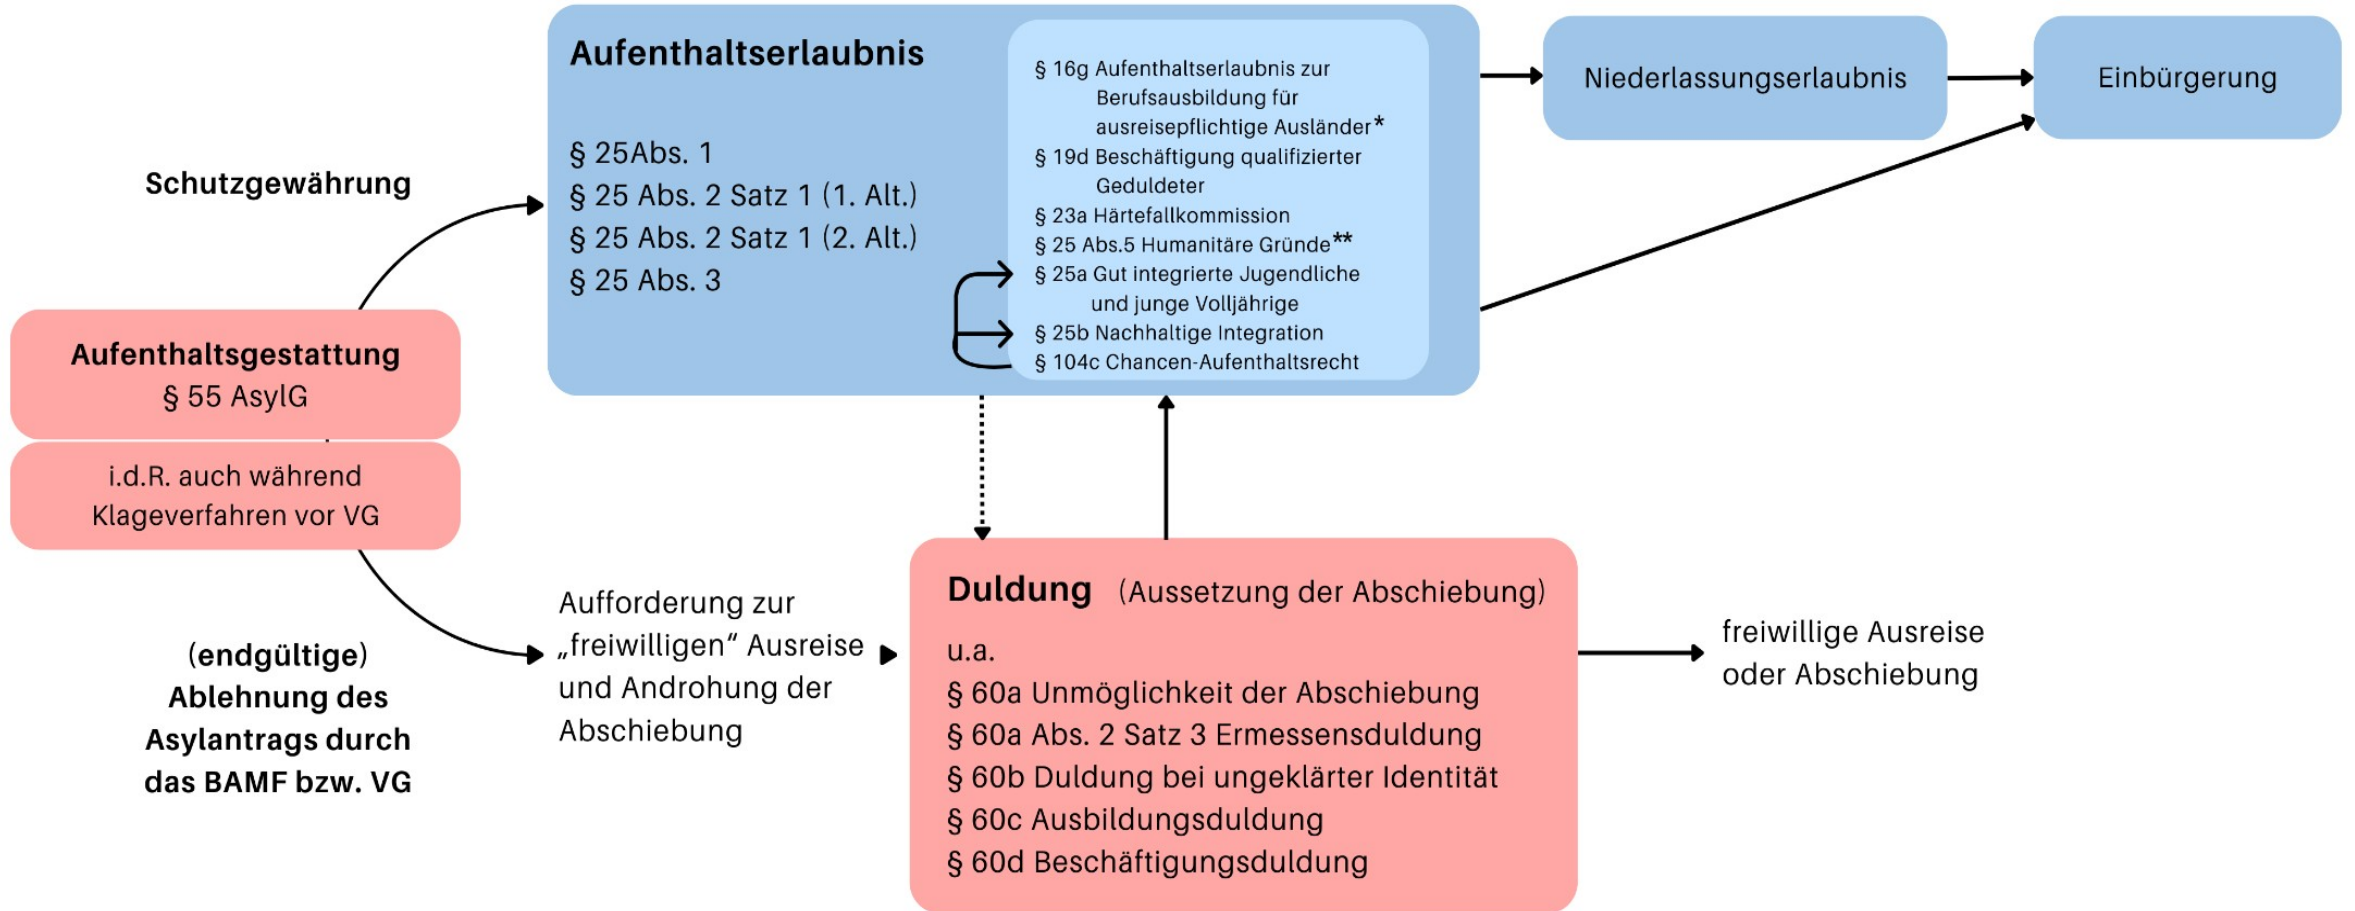 Aufenthaltserlaubnis
§ 25Abs. 1
§ 25 Abs. 2 Satz 1 (1. Alt.)
§ 25 Abs. 2 Satz 1 (2. Alt.)
§ 25 Abs. 3
§ 16g Aufenthaltserlaubnis zur
Berufsausbildung für
ausreisepflichtige Ausländer*
§ 19d Beschäftigung qualifizierter
Geduldeter
§ 23a Härtefallkommission
§ 25 Abs.5 Humanitäre Gründe**
§ 25a Gut integrierte Jugendliche
und junge Volljährige
§ 25b Nachhaltige Integration
§ 104c Chancen-Aufenthaltsrecht
Niederlassungserlaubnis
Einbürgerung
Schutzgewährung
Aufenthaltsgestattung
§ 55 AsylG
i.d.R. auch während
Klageverfahren vor VG
(endgültige)
Ablehnung des
Asylantrags durch
das BAMF bzw. VG
Aufforderung zur
„freiwilligen“ Ausreise
und Androhung der
Abschiebung
Duldung (Aussetzung der Abschiebung)
u.a.
§ 60a Unmöglichkeit der Abschiebung
§ 60a Abs. 2 Satz 3 Ermessensduldung
§ 60b Duldung bei ungeklärter Identität
§ 60c Ausbildungsduldung
§ 60d Beschäftigungsduldung
freiwillige Ausreise
oder Abschiebung